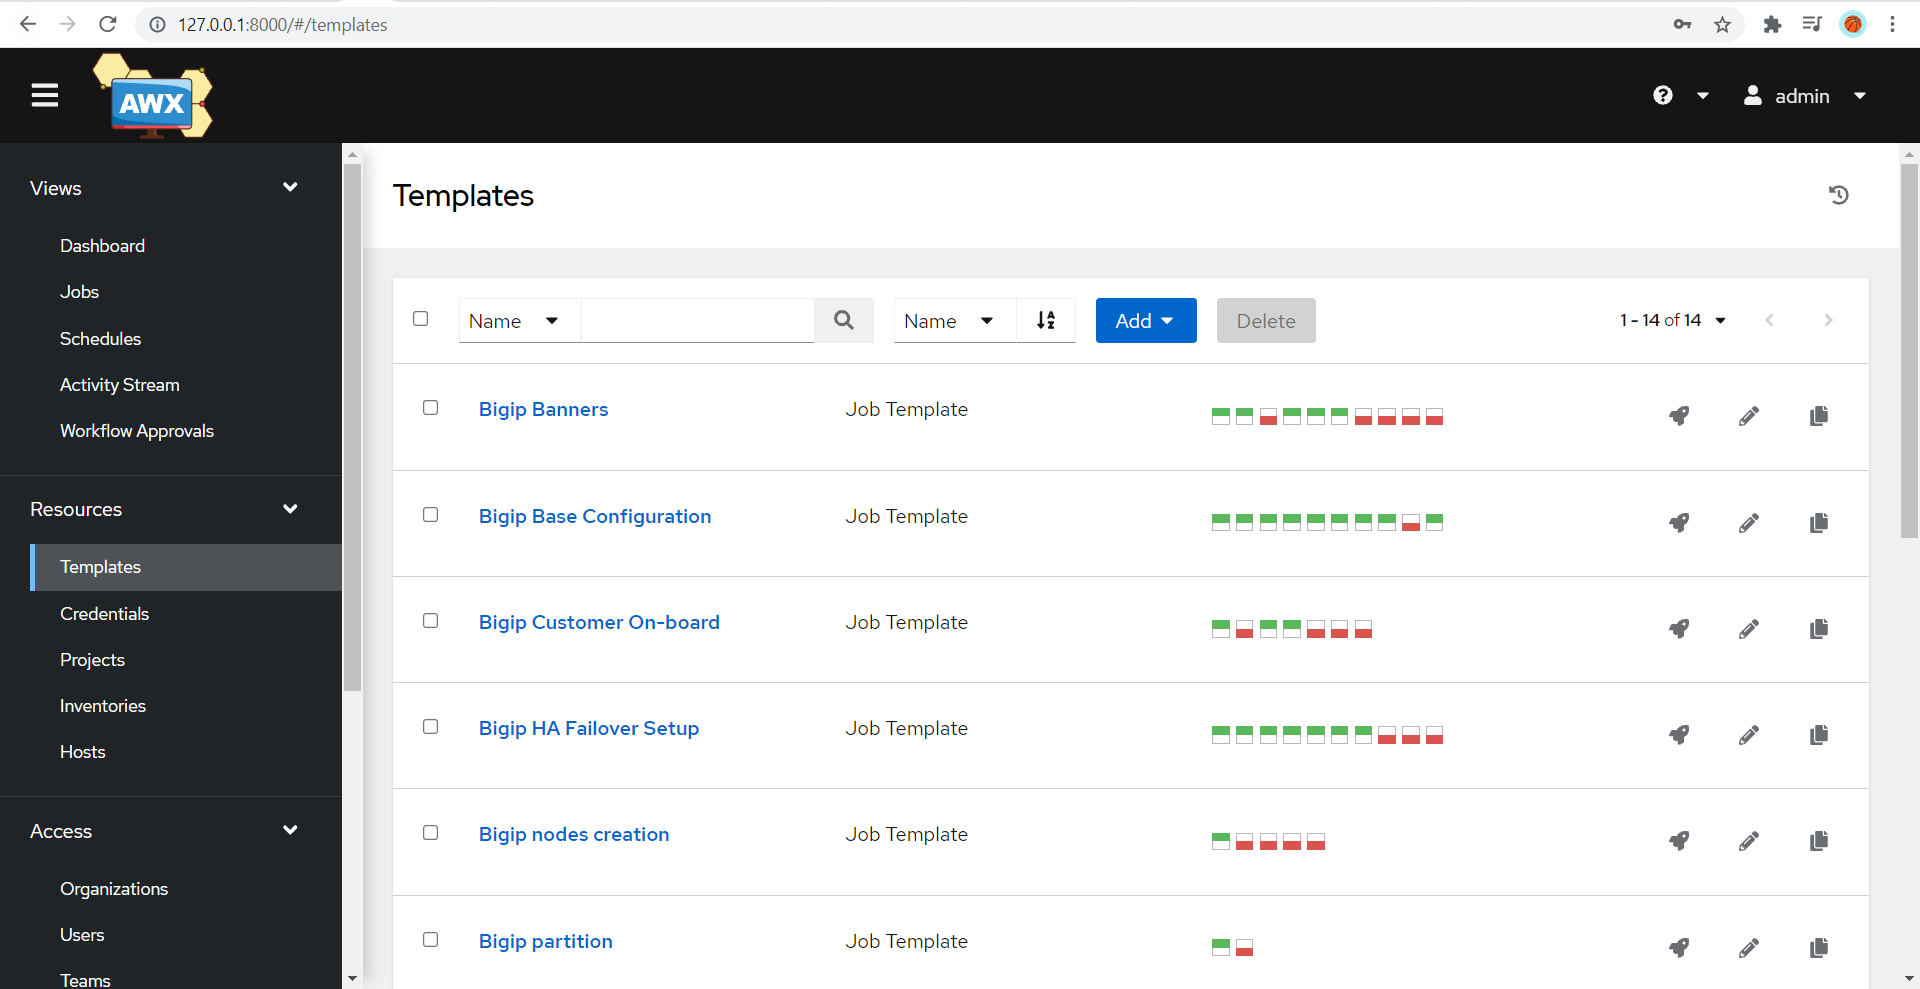 127.0.0.1:8000/#/templates
AWX
admin
Views
Dashboard
Jobs
Schedules
Activity Stream
Workflow Approvals
Resources
Templates
Credentials
Projects
Inventories
Hosts
Access
Organizations
Users
Teams
Templates
Name Name Add Delete 1 - 14 of 14
Bigip Banners Job Template
Bigip Base Configuration Job Template
Bigip Customer On-board Job Template
Bigip HA Failover Setup Job Template
Bigip nodes creation Job Template
Bigip partition Job Template